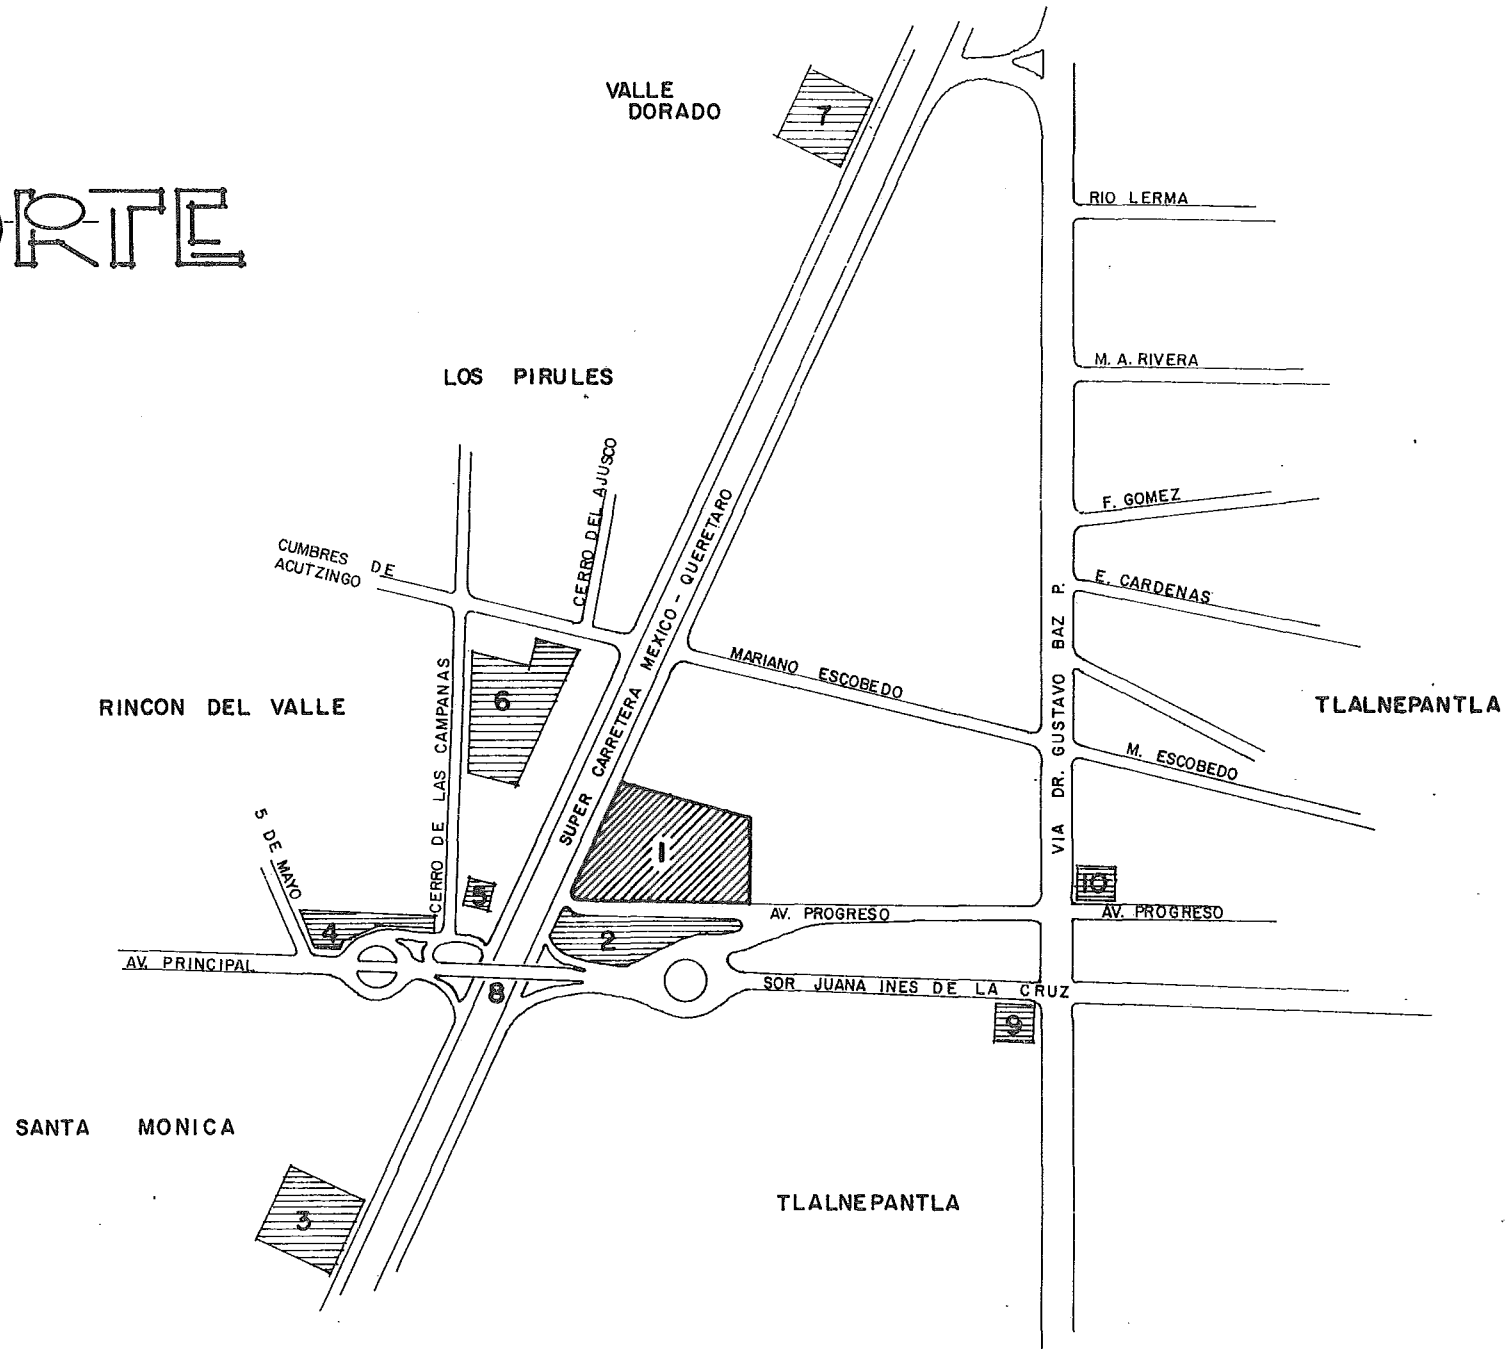 VALLE
DORADO
7
RTE
RIO LERMA
M. A. RIVERA
LOS PIRULES
CERRO DEL AJUSCO
F. GOMEZ
CUMBRES DE
ACUTZINGO
E. CARDENAS
SUPER CARRETERA MEXICO - QUERETARO
MARIANO ESCOBEDO
VIA DR. GUSTAVO BAZ P.
RINCON DEL VALLE
CERRO DE LAS CAMPANAS
6
TLALNEPANTLA
M. ESCOBEDO
5 DE MAYO
1
5
10
4
2
AV. PROGRESO
AV. PROGRESO
AV. PRINCIPAL
8
SOR JUANA INES DE LA CRUZ
9
SANTA MONICA
3
TLALNEPANTLA